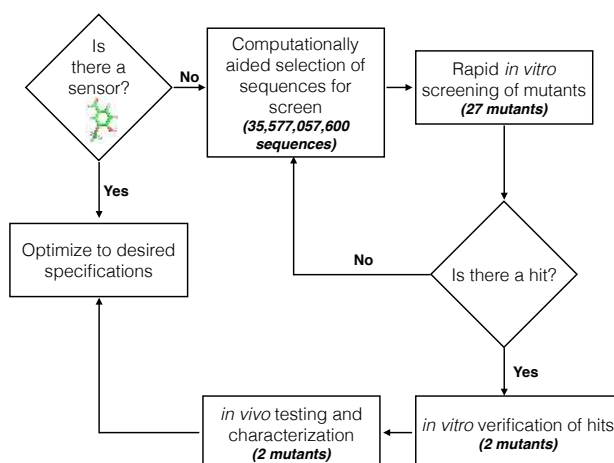 Is
there a
sensor?
No
Yes
Computationally
aided selection of
sequences for
screen
(35,577,057,600
sequences)
Rapid in vitro
screening of mutants
(27 mutants)
Is there a hit?
No
Yes
in vitro verification of hits
(2 mutants)
in vivo testing and
characterization
(2 mutants)
Optimize to desired
specifications